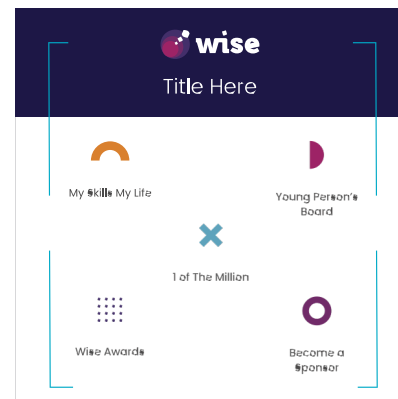 wise
Title Here
My Skills My Life
Young Person's
Board
1 of The Million
Wise Awards
Become a
Sponsor